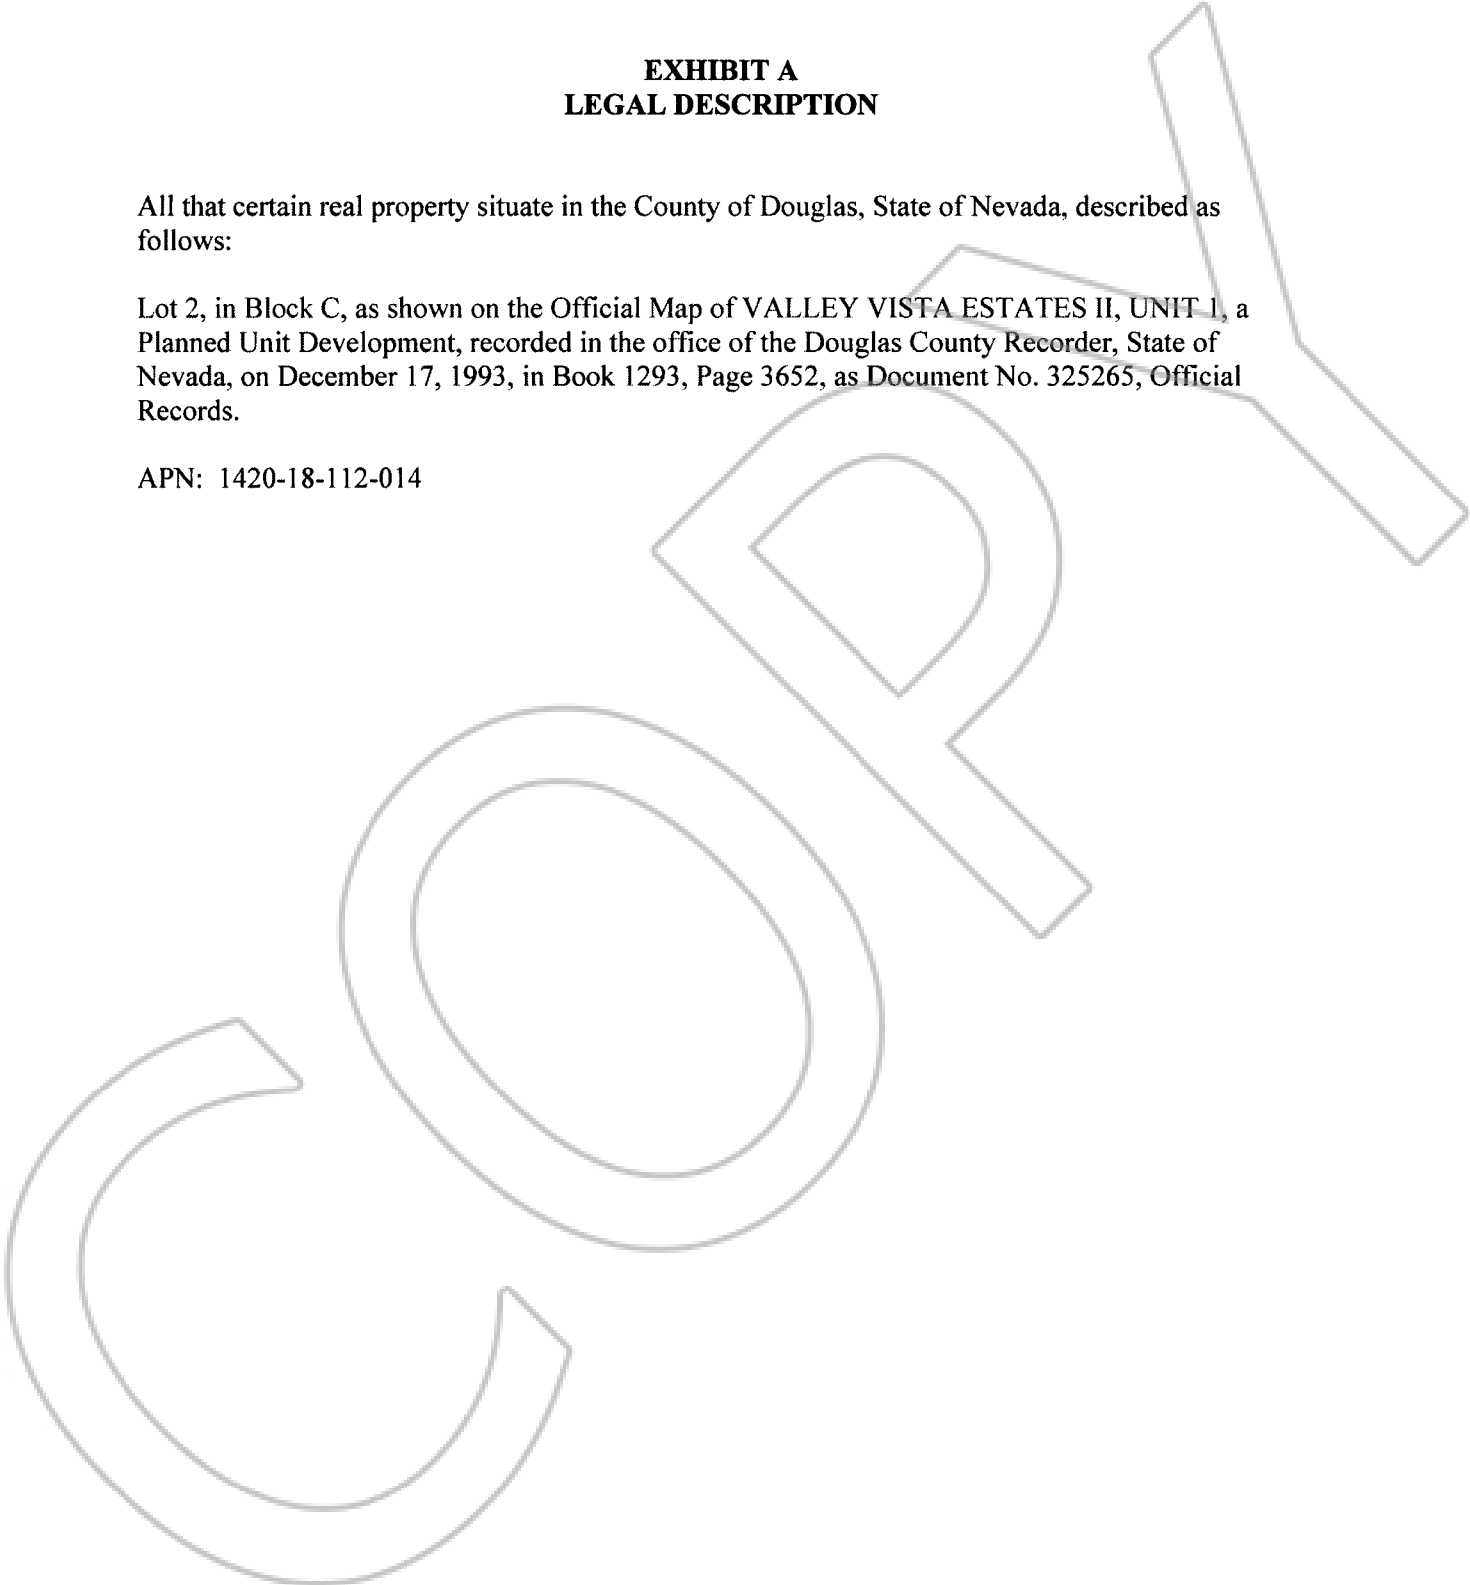 EXHIBIT A
LEGAL DESCRIPTION
All that certain real property situate in the County of Douglas, State of Nevada, described as
follows:
Lot 2, in Block C, as shown on the Official Map of VALLEY VISTA ESTATES II, UNIT 1, a
Planned Unit Development, recorded in the office of the Douglas County Recorder, State of
Nevada, on December 17, 1993, in Book 1293, Page 3652, as Document No. 325265, Official
Records.
APN: 1420-18-112-014
COPY